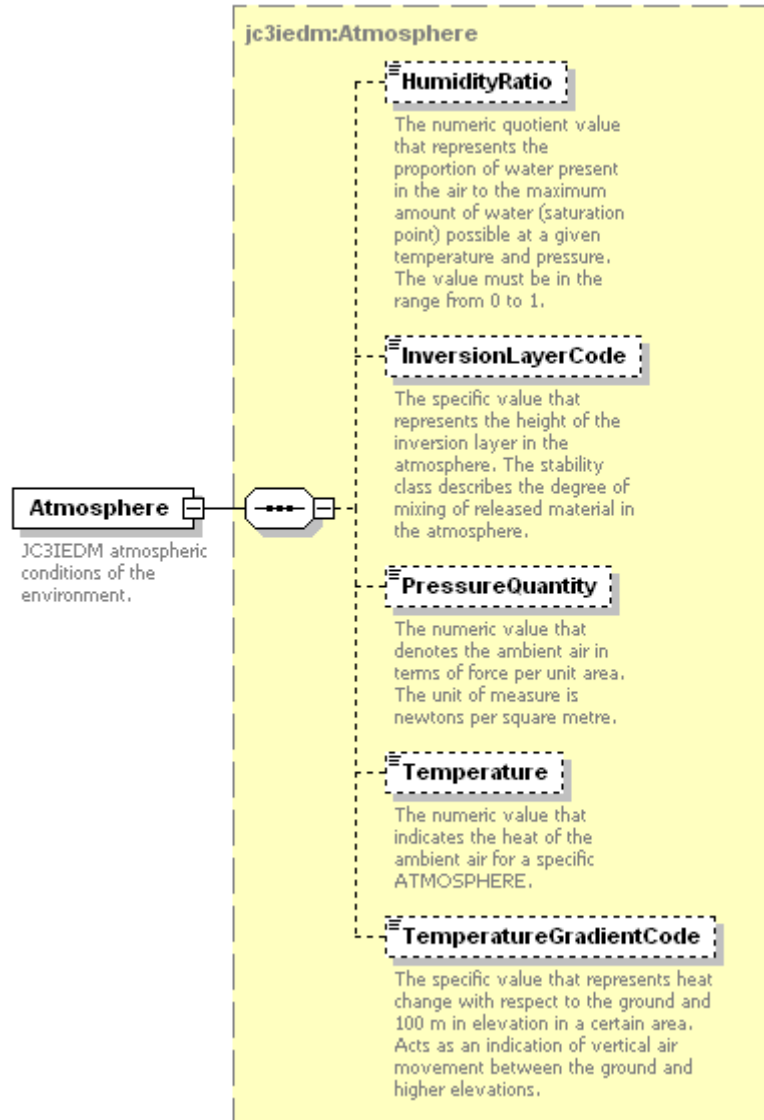 jc3iedm:Atmosphere
HumidityRatio
The numeric quotient value
that represents the
proportion of water present
in the air to the maximum
amount of water (saturation
point) possible at a given
temperature and pressure.
The value must be in the
range from 0 to 1.
InversionLayerCode
The specific value that
represents the height of the
inversion layer in the
atmosphere. The stability
class describes the degree of
mixing of released material in
the atmosphere.
Atmosphere
JC3IEDM atmospheric
conditions of the
environment.
PressureQuantity
The numeric value that
denotes the ambient air in
terms of force per unit area.
The unit of measure is
newtons per square metre.
Temperature
The numeric value that
indicates the heat of the
ambient air for a specific
ATMOSPHERE.
TemperatureGradientCode
The specific value that represents heat
change with respect to the ground and
100 m in elevation in a certain area.
Acts as an indication of vertical air
movement between the ground and
higher elevations.